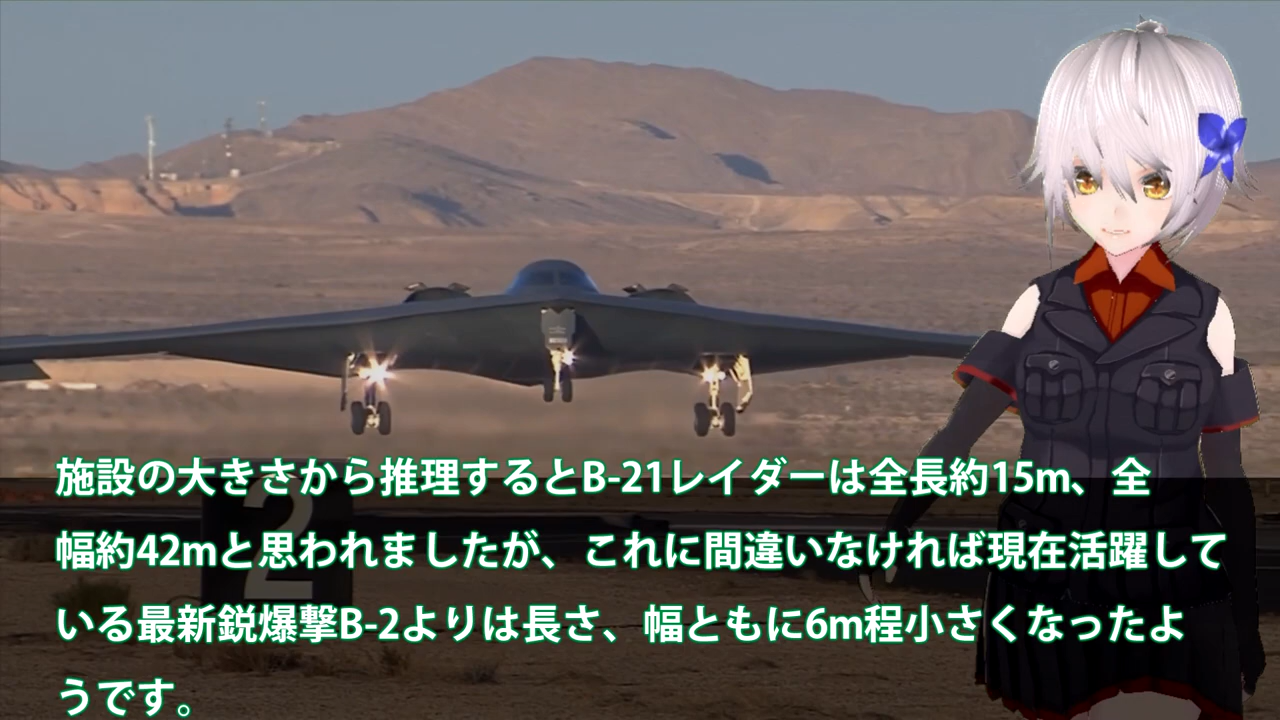 2
施設の大きさから推理するとB-21レイダーは全長約15m、全
幅約42mと思われましたが、これに間違いなければ現在活躍して
いる最新鋭爆撃B-2よりは長さ、幅ともに6m程小さくなったよ
うです。